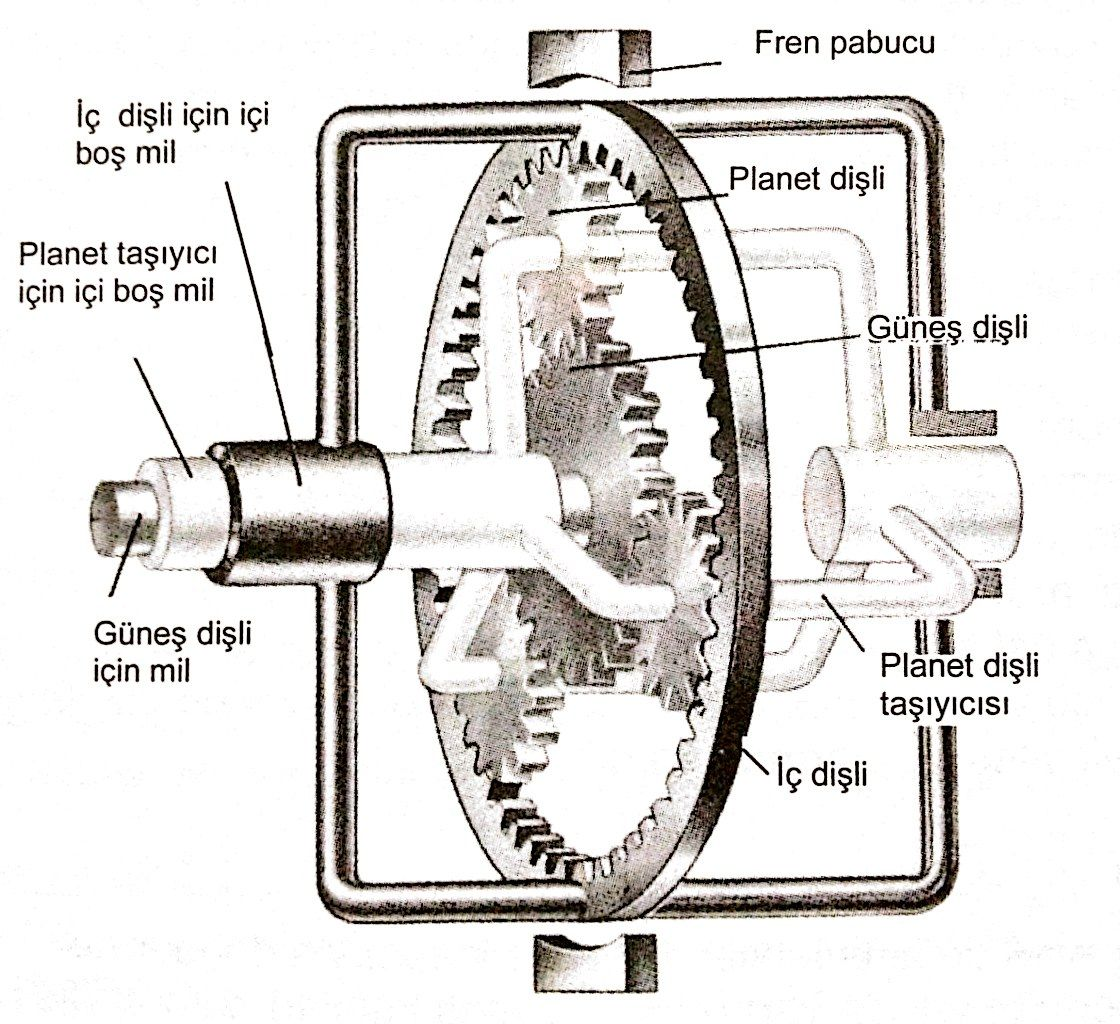 Fren pabucu
İç dişli için içi
boş mil
Planet dişli
Planet taşıyıcı
için içi boş mil
Güneş dişli
Güneş dişli
için mil
Planet dişli
taşıyıcısı
İç dişli